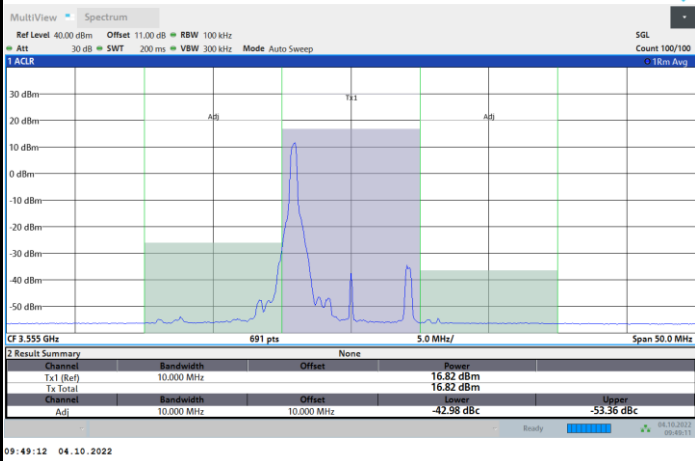 MultiView Spectrum
Ref Level 40.00 dBm Offset 11.00 dB RBW 100 kHz SGL
Att 30 dB SWT 200 ms VBW 300 kHz Mode Auto Sweep Count 100/100
1 ACLR 1Rm Avg
30 dBm
Tx1
20 dBm Adj Adj
10 dBm
0 dBm
-10 dBm
-20 dBm
-30 dBm
-40 dBm
-50 dBm
CF 3.555 GHz 691 pts 5.0 MHz/ Span 50.0 MHz
2 Result Summary None
Channel Bandwidth Offset Power
Tx1 (Ref) 10.000 MHz 16.82 dBm
Tx Total 16.82 dBm
Channel Bandwidth Offset Lower Upper
Adj 10.000 MHz 10.000 MHz -42.98 dBc -53.36 dBc
Ready 04.10.2022
09:49:11
09:49:12 04.10.2022